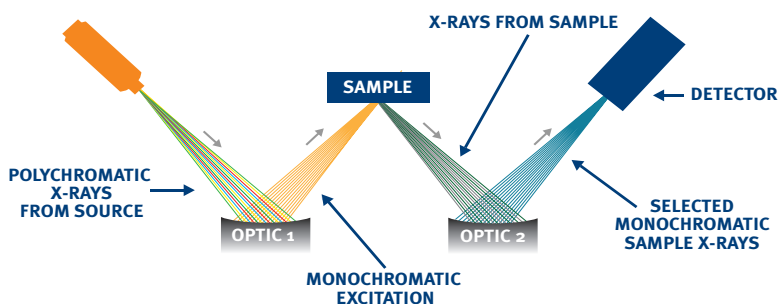 X-RAYS FROM SAMPLE
SAMPLE
DETECTOR
POLYCHROMATIC
X-RAYS
FROM SOURCE
OPTIC 1
OPTIC 2
SELECTED
MONOCHROMATIC
SAMPLE X-RAYS
MONOCHROMATIC
EXCITATION